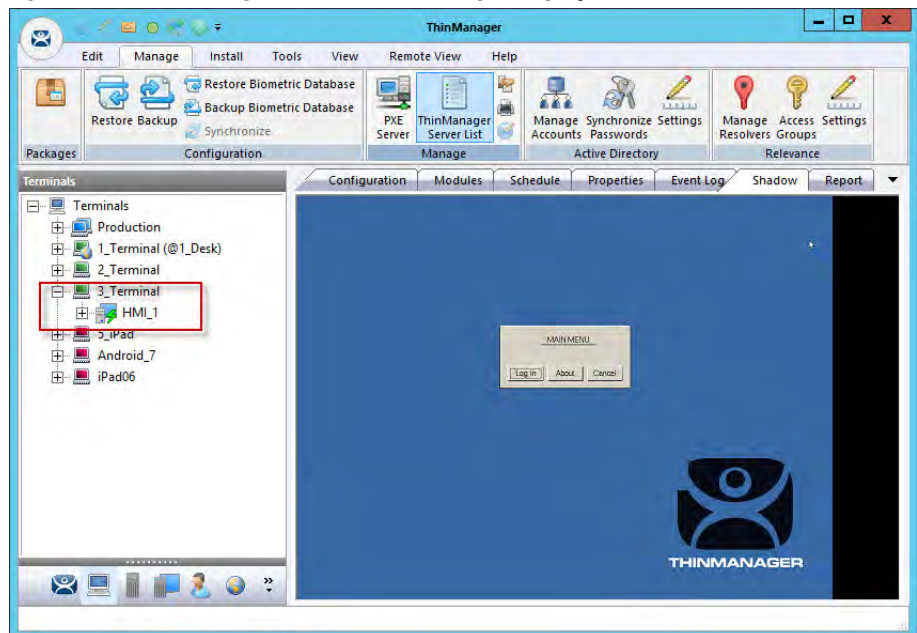 ThinManager
Edit Manage Install Tools View Remote View Help
Restore Backup
Restore Biometric Database
Backup Biometric Database
Synchronize
PXE Server
ThinManager Server List
Manage Accounts
Synchronize Passwords
Settings
Manage Resolvers
Access Groups
Settings
Packages Configuration Manage Active Directory Relevance
Terminals
Configuration Modules Schedule Properties Event Log Shadow Report
Terminals
Production
1_Terminal (@1_Desk)
2_Terminal
3_Terminal
HMI_1
5_iPad
Android_7
iPad06
MAIN MENU
Log In About Cancel
THINMANAGER